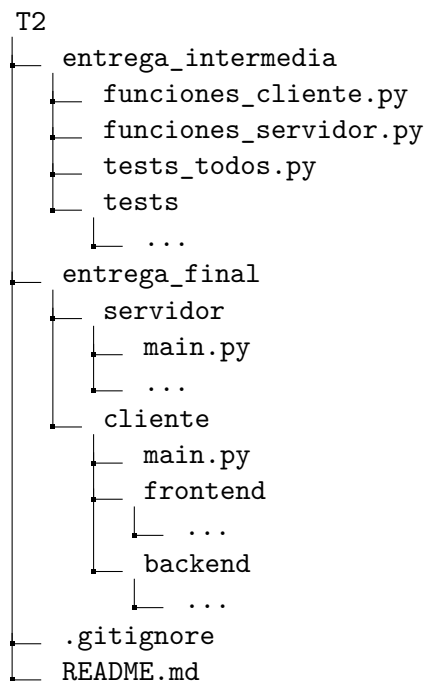 T2
entrega_intermedia
funciones_cliente.py
funciones_servidor.py
tests_todos.py
tests
...
entrega_final
servidor
main.py
...
cliente
main.py
frontend
...
backend
...
.gitignore
README.md